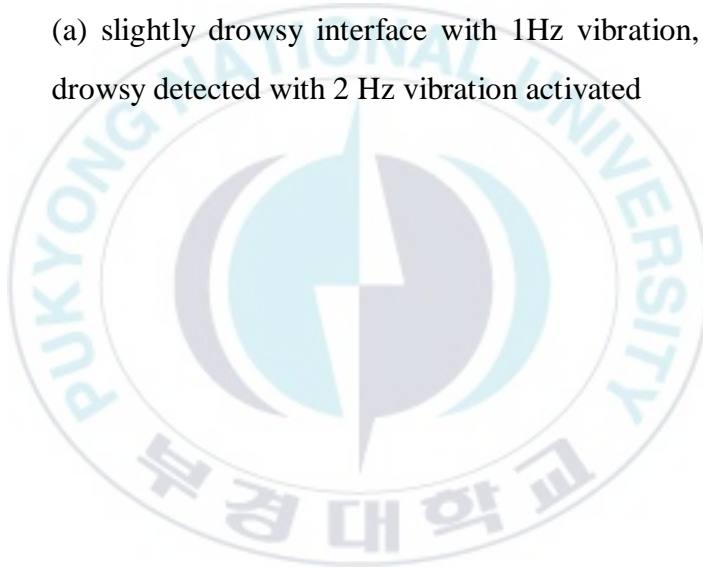 (a) slightly drowsy interface with 1Hz vibration,
drowsy detected with 2 Hz vibration activated
PUKYONG NATIONAL UNIVERSITY
부경대학교